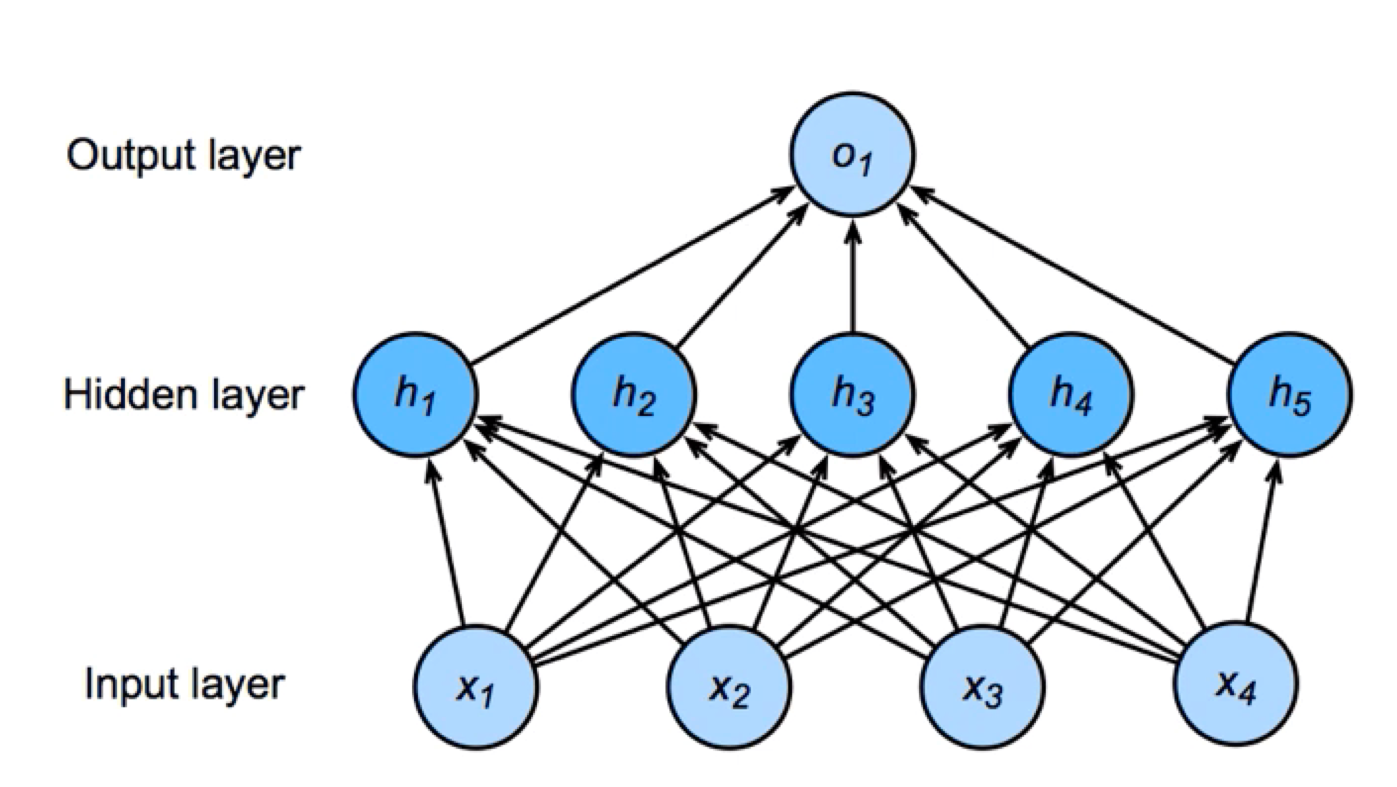 Output layer
o1
Hidden layer
h1 h2 h3 h4 h5
Input layer
x1 x2 x3 x4